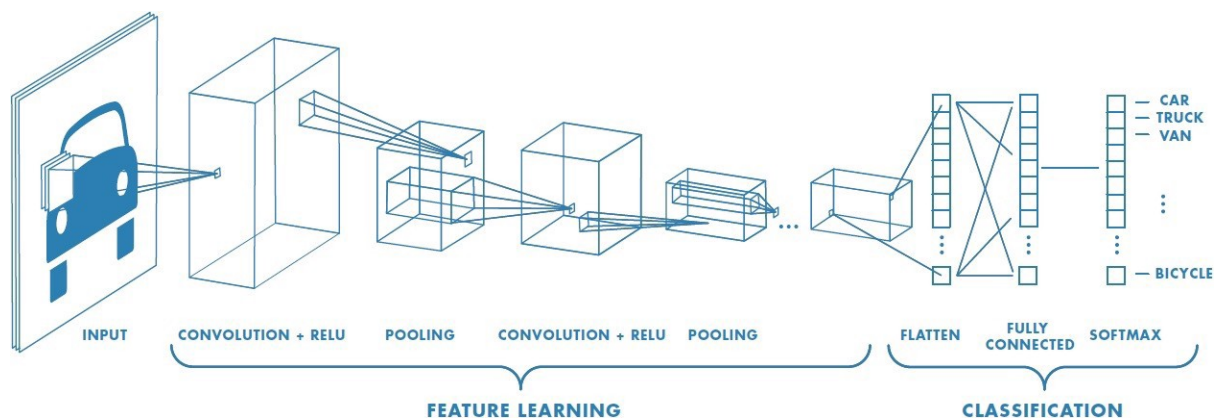 CAR
TRUCK
VAN
BICYCLE
INPUT
CONVOLUTION + RELU
POOLING
CONVOLUTION + RELU
POOLING
FLATTEN
FULLY
CONNECTED
SOFTMAX
FEATURE LEARNING
CLASSIFICATION